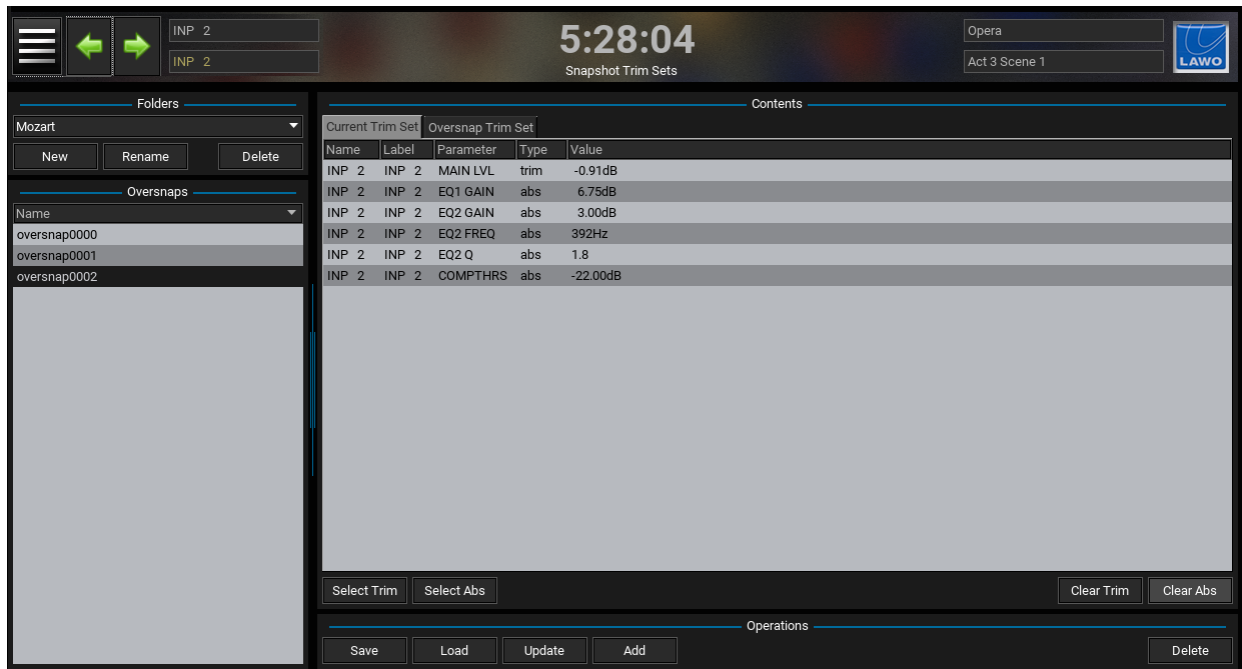 INP 2
INP 2
5:28:04
Snapshot Trim Sets
Opera
Act 3 Scene 1
LAWO
Folders
Mozart
New Rename Delete
Oversnaps
Name
oversnap0000
oversnap0001
oversnap0002
Contents
Current Trim Set Oversnap Trim Set
Name Label Parameter Type Value
INP 2 INP 2 MAIN LVL trim -0.91dB
INP 2 INP 2 EQ1 GAIN abs 6.75dB
INP 2 INP 2 EQ2 GAIN abs 3.00dB
INP 2 INP 2 EQ2 FREQ abs 392Hz
INP 2 INP 2 EQ2 Q abs 1.8
INP 2 INP 2 COMPTHRS abs -22.00dB
Select Trim Select Abs Clear Trim Clear Abs
Operations
Save Load Update Add Delete